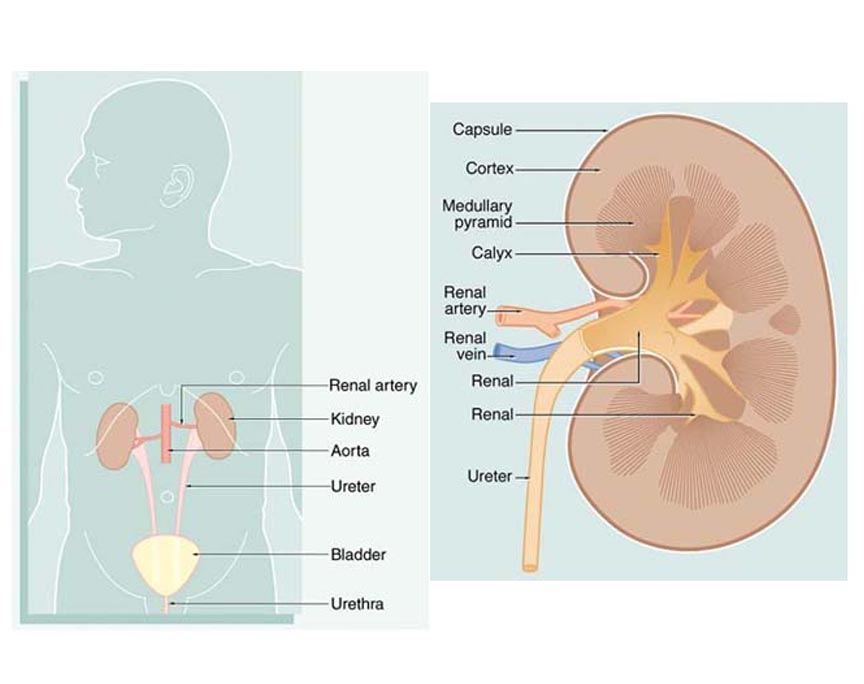 Renal artery
Kidney
Aorta
Ureter
Bladder
Urethra
Capsule
Cortex
Medullary
pyramid
Calyx
Renal
artery
Renal
vein
Renal
Renal
Ureter